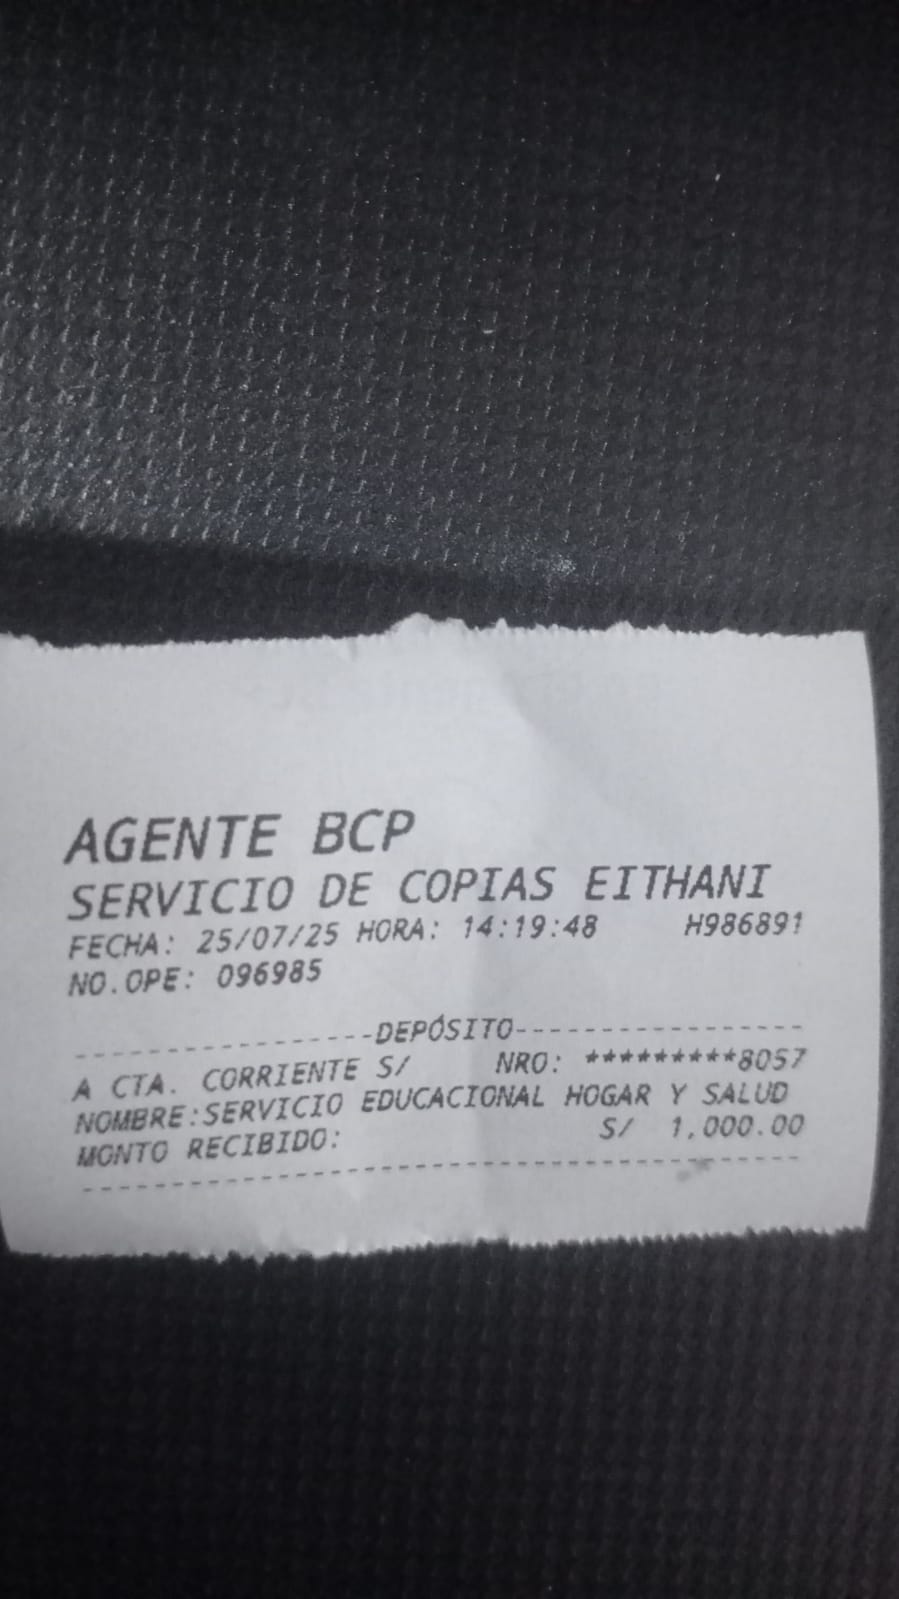 AGENTE BCP
SERVICIO DE COPIAS EITHANI
FECHA: 25/07/25 HORA: 14:19:48 H986891
NO.OPE: 096985
-----------------DEPÓSITO-----------------
A CTA. CORRIENTE S/ NRO: *********8057
NOMBRE:SERVICIO EDUCACIONAL HOGAR Y SALUD
MONTO RECIBIDO: S/ 1,000.00